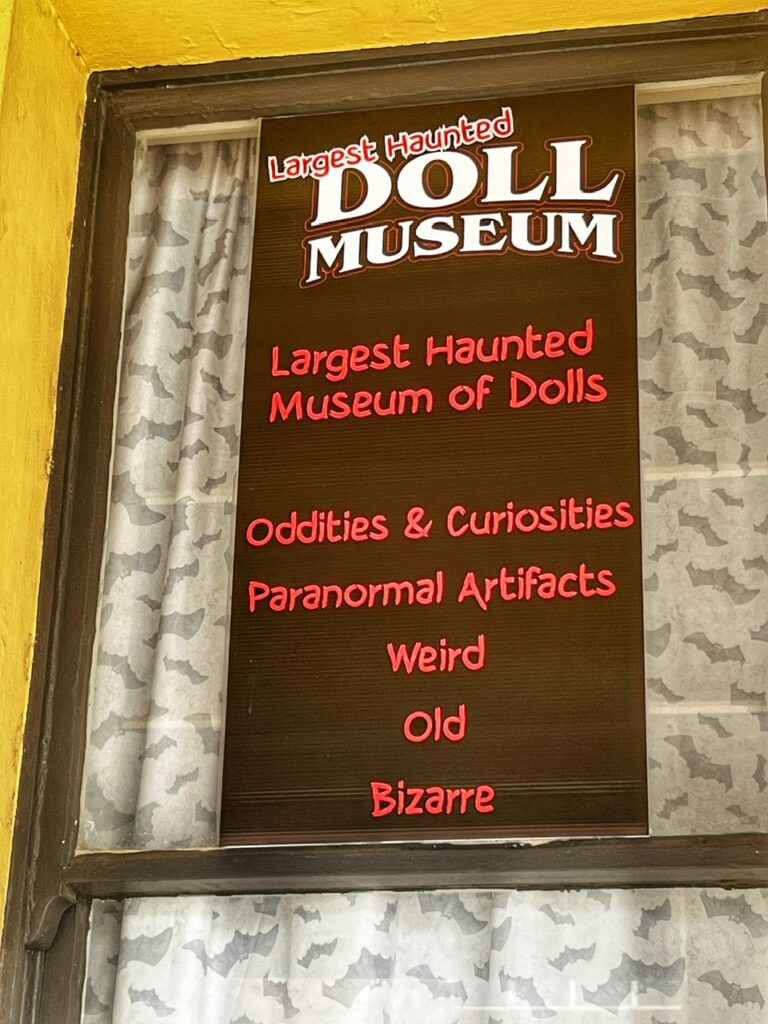 Largest Haunted
DOLL
MUSEUM
Largest Haunted
Museum of Dolls
Oddities & Curiosities
Paranormal Artifacts
Weird
Old
Bizarre